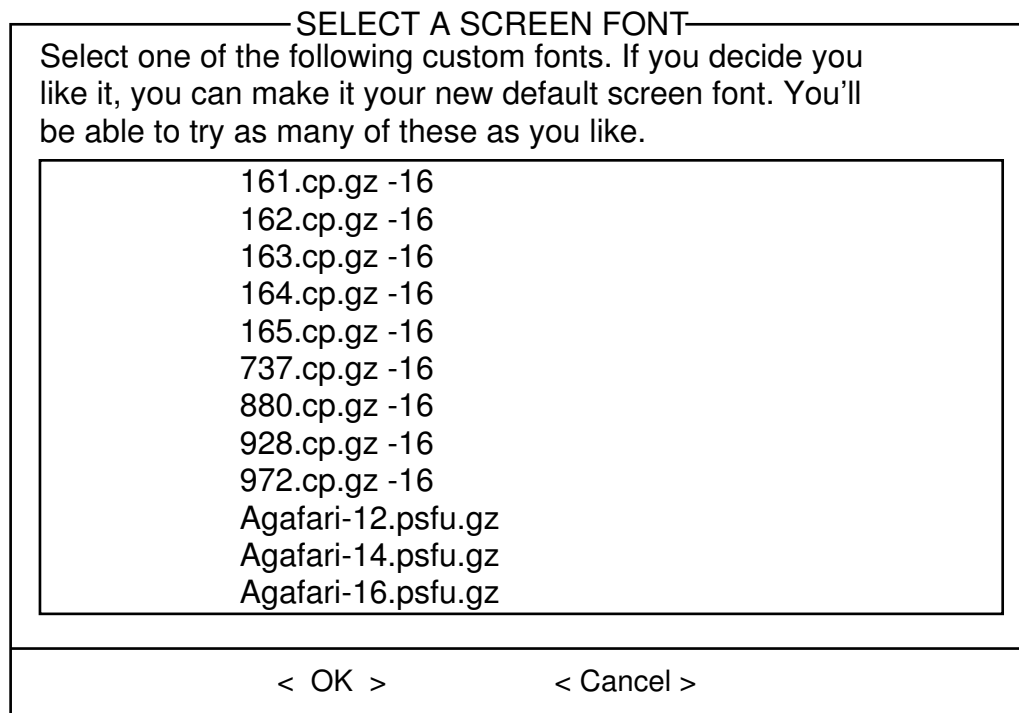 SELECT A SCREEN FONT
Select one of the following custom fonts. If you decide you
like it, you can make it your new default screen font. You’ll
be able to try as many of these as you like.
161.cp.gz -16
162.cp.gz -16
163.cp.gz -16
164.cp.gz -16
165.cp.gz -16
737.cp.gz -16
880.cp.gz -16
928.cp.gz -16
972.cp.gz -16
Agafari-12.psfu.gz
Agafari-14.psfu.gz
Agafari-16.psfu.gz
< OK > < Cancel >